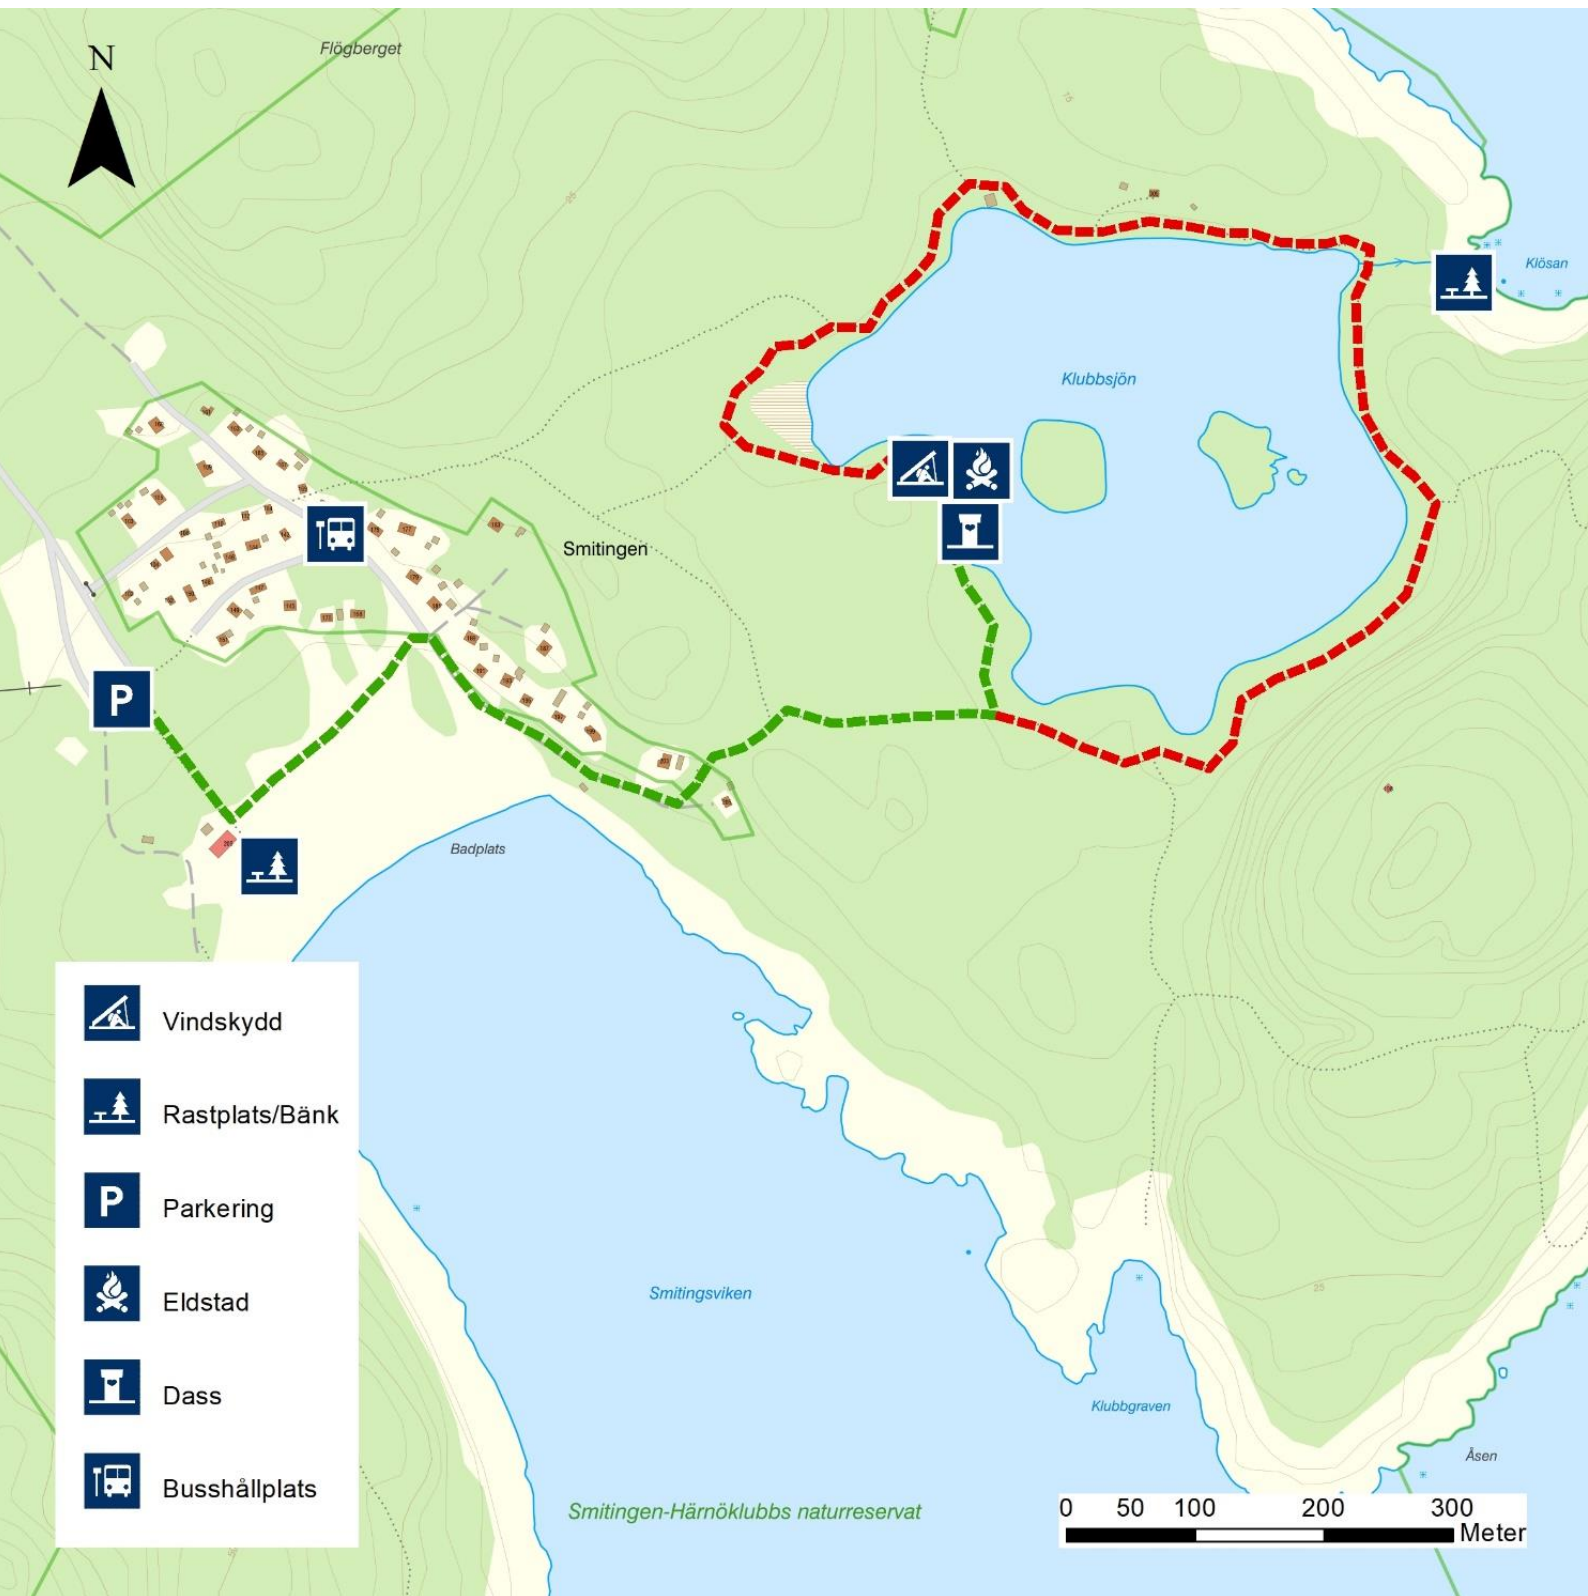 N
Flögberget
Klösan
Klubbsjön
Smitingen
P
Badplats
Vindskydd
Rastplats/Bänk
P
Parkering
Eldstad
Smitingsviken
Dass
Klubbgraven
Åsen
Busshållplats
Smitingen-Härnöklubbs naturreservat
0 50 100 200 300
Meter